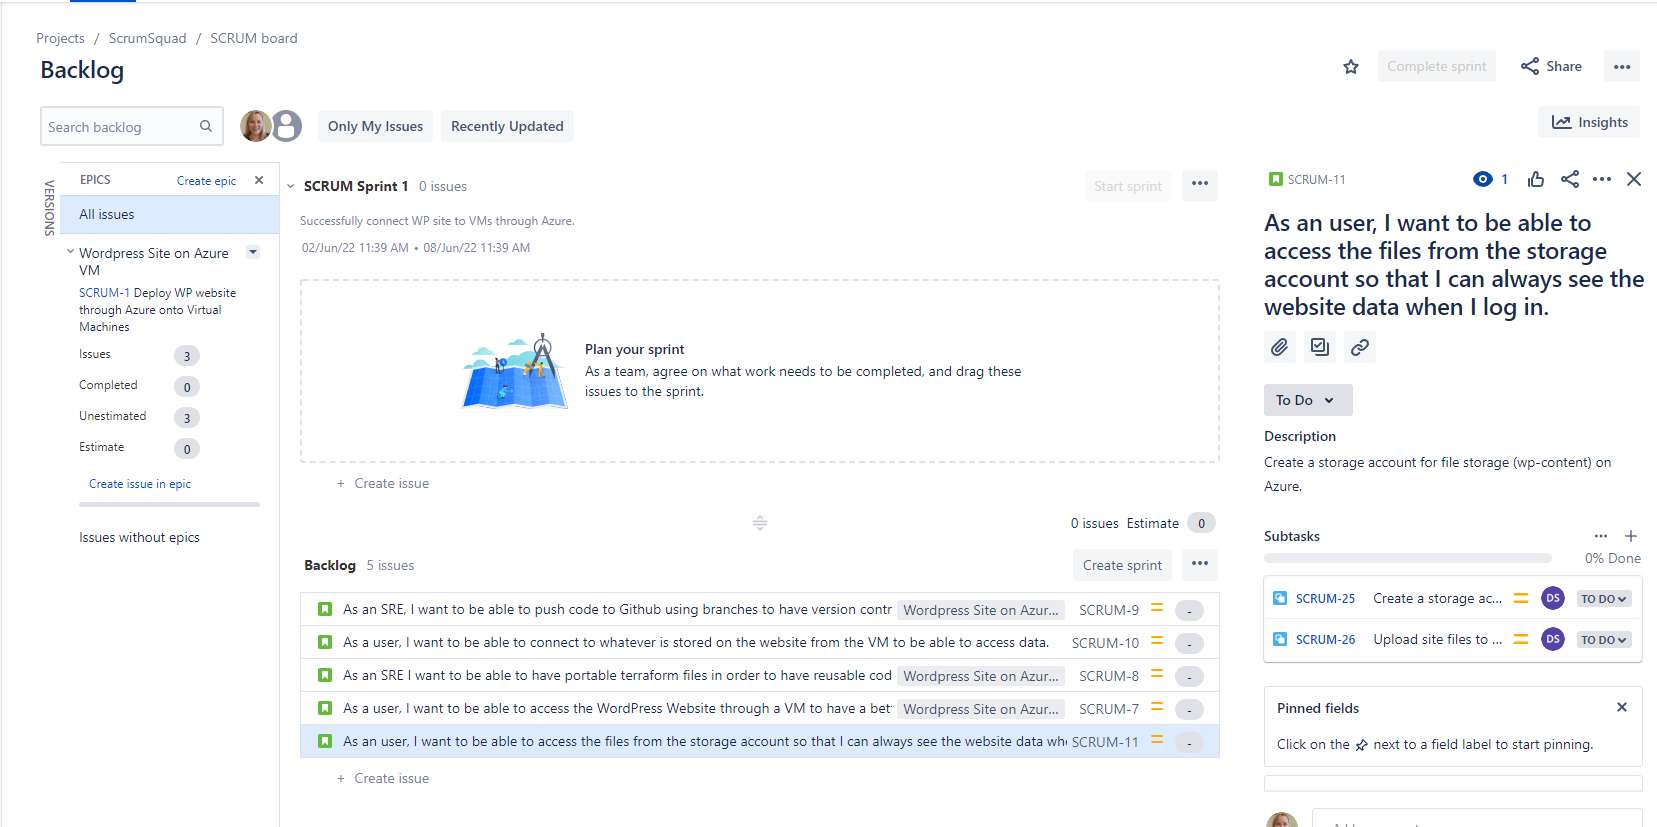 Projects / ScrumSquad / SCRUM board
Backlog
Complete sprint
Share
Search backlog
Only My Issues
Recently Updated
Insights
VERSIONS
EPICS
Create epic
All issues
Wordpress Site on Azure
VM
SCRUM-1 Deploy WP website
through Azure onto Virtual
Machines
Issues 3
Completed 0
Unestimated 3
Estimate 0
Create issue in epic
Issues without epics
SCRUM Sprint 1 0 issues
Start sprint
Successfully connect WP site to VMs through Azure.
02/Jun/22 11:39 AM • 08/Jun/22 11:39 AM
Plan your sprint
As a team, agree on what work needs to be completed, and drag these
issues to the sprint.
+ Create issue
0 issues Estimate 0
Backlog 5 issues
Create sprint
As an SRE, I want to be able to push code to Github using branches to have version contr Wordpress Site on Azur... SCRUM-9 -
As a user, I want to be able to connect to whatever is stored on the website from the VM to be able to access data. SCRUM-10 -
As an SRE I want to be able to have portable terraform files in order to have reusable cod Wordpress Site on Azur... SCRUM-8 -
As a user, I want to be able to access the WordPress Website through a VM to have a bet Wordpress Site on Azur... SCRUM-7 -
As an user, I want to be able to access the files from the storage account so that I can always see the website data wh SCRUM-11 -
+ Create issue
SCRUM-11
1
As an user, I want to be able to
access the files from the storage
account so that I can always see the
website data when I log in.
To Do
Description
Create a storage account for file storage (wp-content) on
Azure.
Subtasks
0% Done
SCRUM-25 Create a storage ac... DS TO DO
SCRUM-26 Upload site files to ... DS TO DO
Pinned fields
Click on the next to a field label to start pinning.